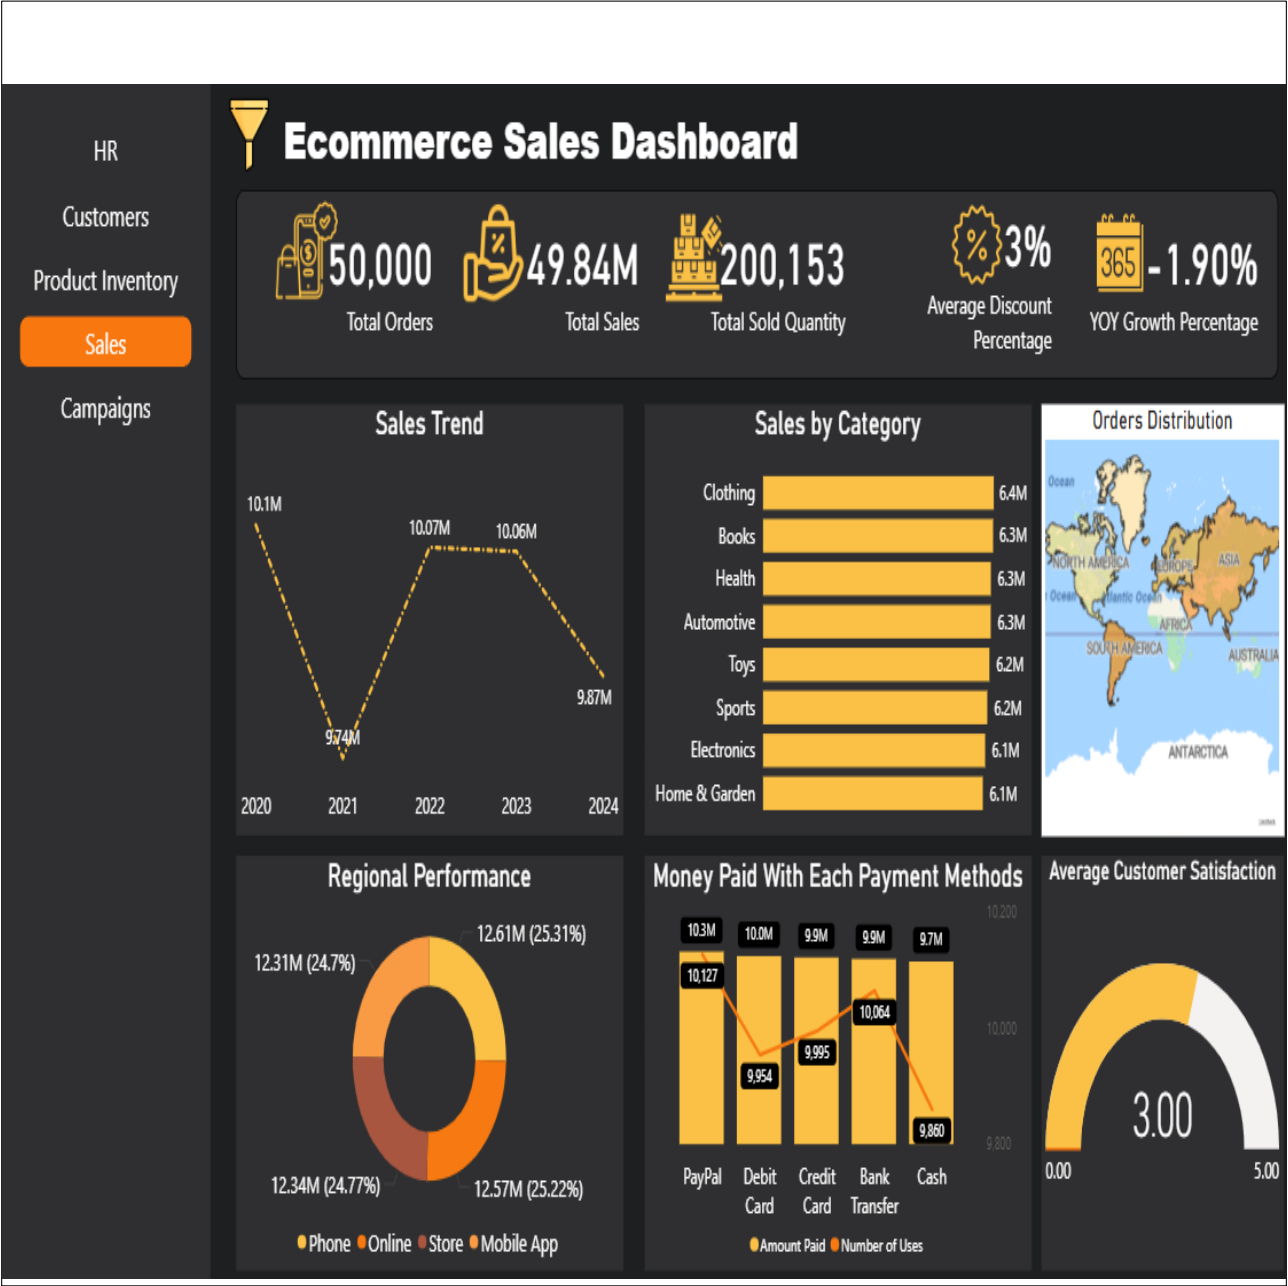 HR
Customers
Product Inventory
Sales
Campaigns
Ecommerce Sales Dashboard
50,000
Total Orders
49.84M
Total Sales
200,153
Total Sold Quantity
3%
Average Discount
Percentage
365
-1.90%
YOY Growth Percentage
Sales Trend
10.1M
10.07M
10.06M
9.87M
9.74M
2020 2021 2022 2023 2024
Sales by Category
Clothing 6.4M
Books 6.3M
Health 6.3M
Automotive 6.3M
Toys 6.2M
Sports 6.2M
Electronics 6.1M
Home & Garden 6.1M
Orders Distribution
Ocean
NORTH AMERICA
EUROPE
ASIA
Ocean
Atlantic Ocean
AFRICA
SOUTH AMERICA
AUSTRALIA
ANTARCTICA
Regional Performance
12.61M (25.31%)
12.31M (24.7%)
12.34M (24.77%)
12.57M (25.22%)
Phone Online Store Mobile App
Money Paid With Each Payment Methods
10,200
10.3M 10.0M 9.9M 9.9M 9.7M
10,127
10,064
10,000
9,995
9,954
9,860
9,800
PayPal
Debit
Card
Credit
Card
Bank
Transfer
Cash
Amount Paid Number of Uses
Average Customer Satisfaction
3.00
0.00 5.00